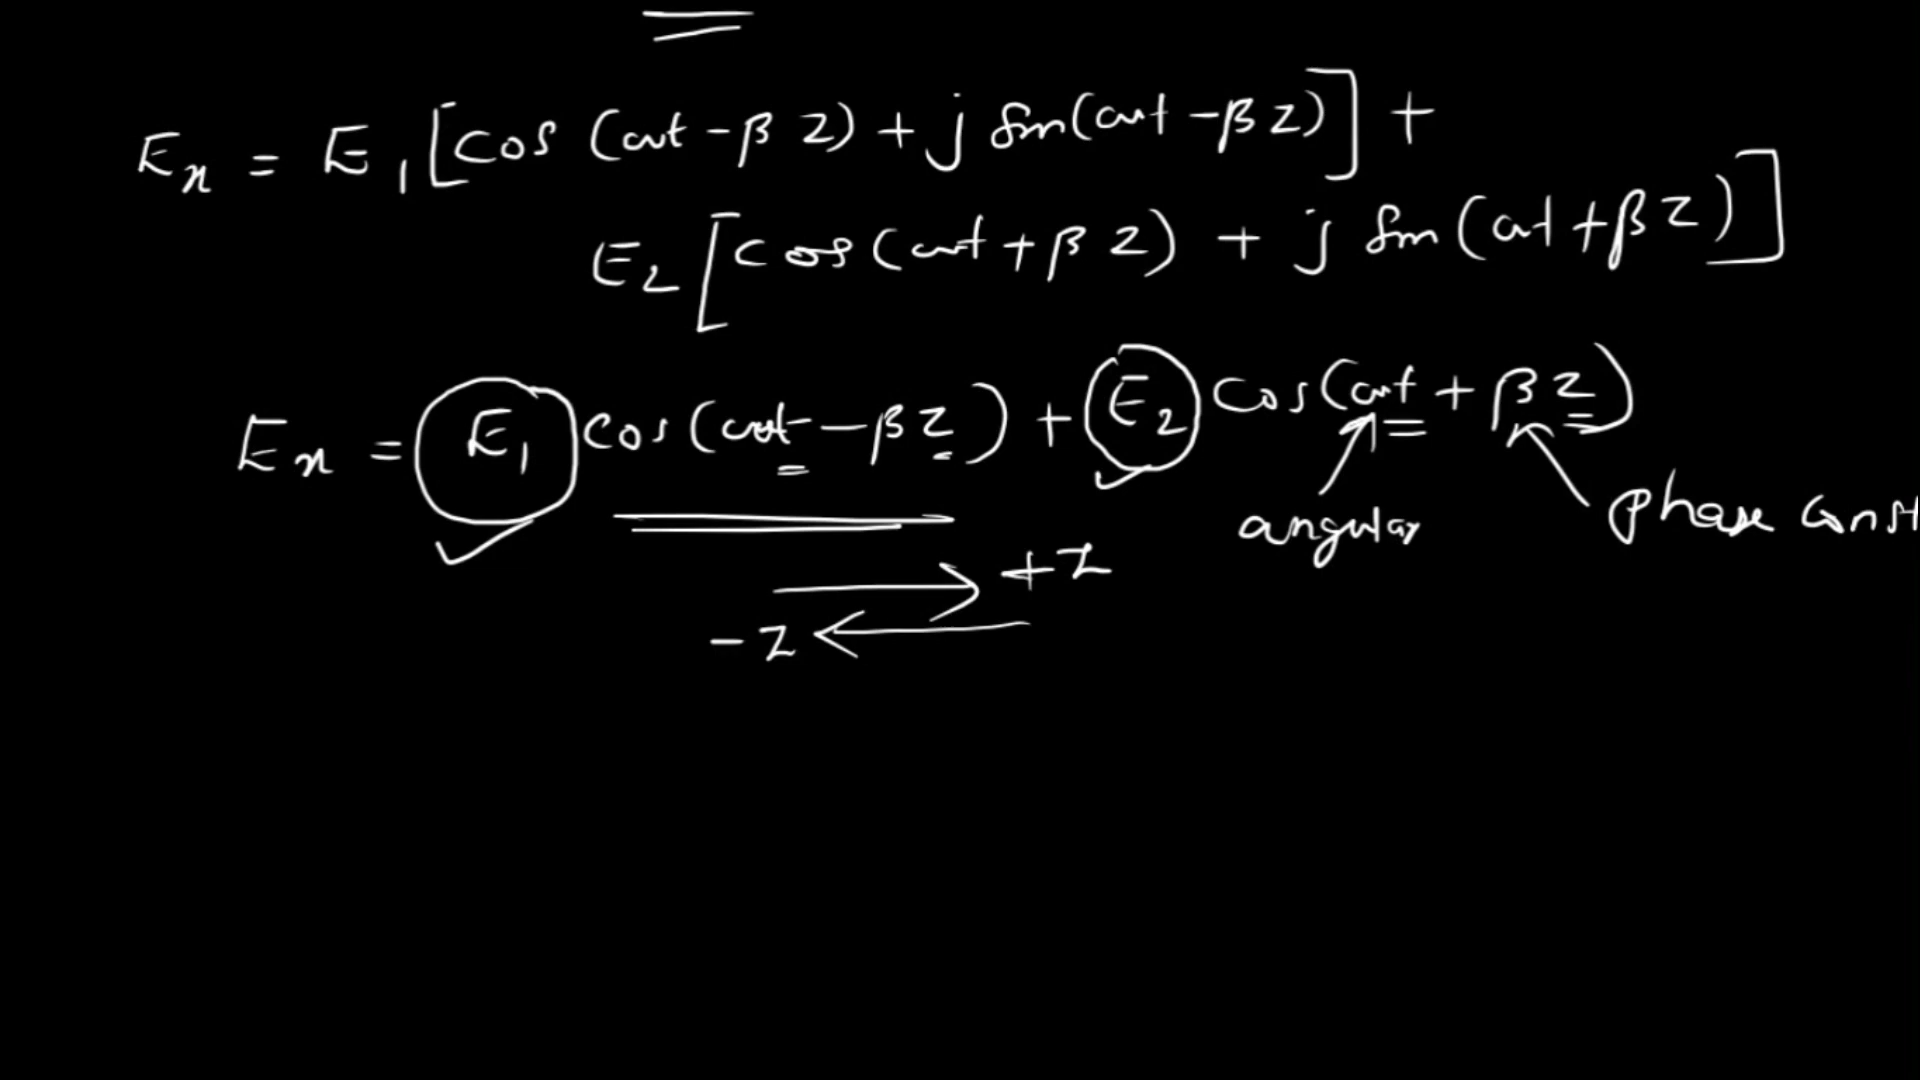 Ex = E₁[cos(ωt - β z) + j sin(ωt - β z)] +
E₂[cos(ωt + β z) + j sin(ωt + β z)]
Ex = E₁ cos(ωt - β z) + E₂ cos(ωt + β z)
angular
phase const
+z
-z